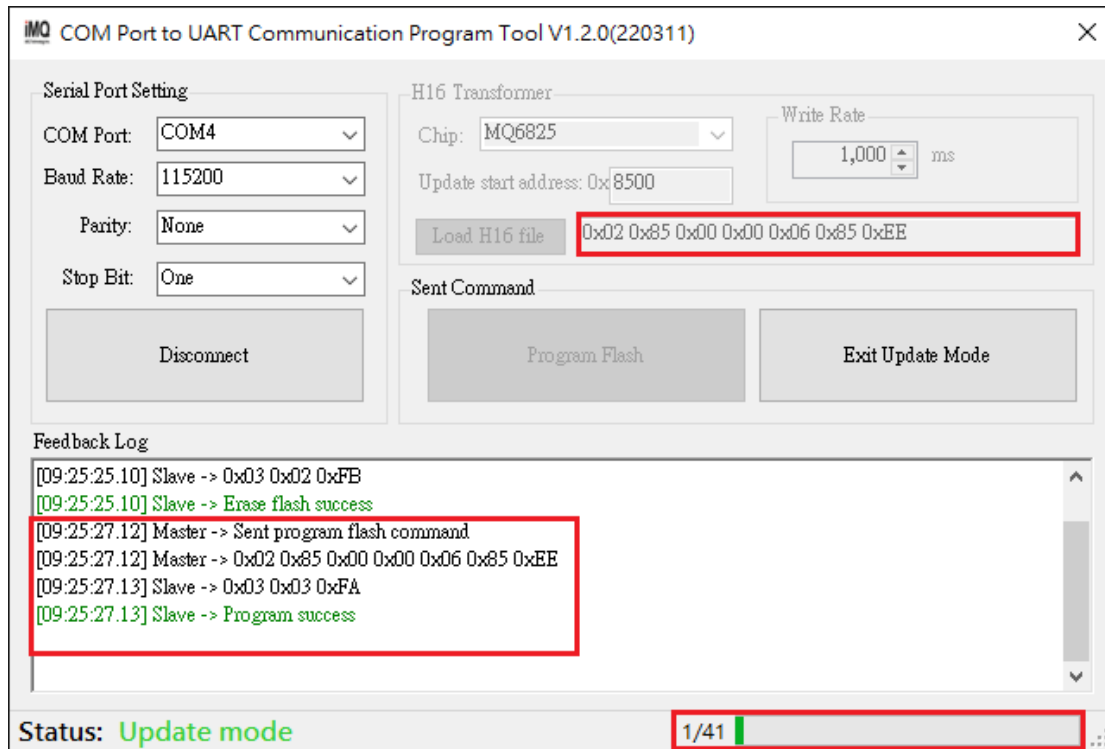 iMQ COM Port to UART Communication Program Tool V1.2.0(220311)
Serial Port Setting
COM Port: COM4
Baud Rate: 115200
Parity: None
Stop Bit: One
Disconnect
H16 Transformer
Chip: MQ6825
Update start address: 0x 8500
Write Rate
1,000 ms
Load H16 file 0x02 0x85 0x00 0x00 0x06 0x85 0xEE
Sent Command
Program Flash
Exit Update Mode
Feedback Log
[09:25:25.10] Slave -> 0x03 0x02 0xFB
[09:25:25.10] Slave -> Erase flash success
[09:25:27.12] Master -> Sent program flash command
[09:25:27.12] Master -> 0x02 0x85 0x00 0x00 0x06 0x85 0xEE
[09:25:27.13] Slave -> 0x03 0x03 0xFA
[09:25:27.13] Slave -> Program success
Status: Update mode
1/41